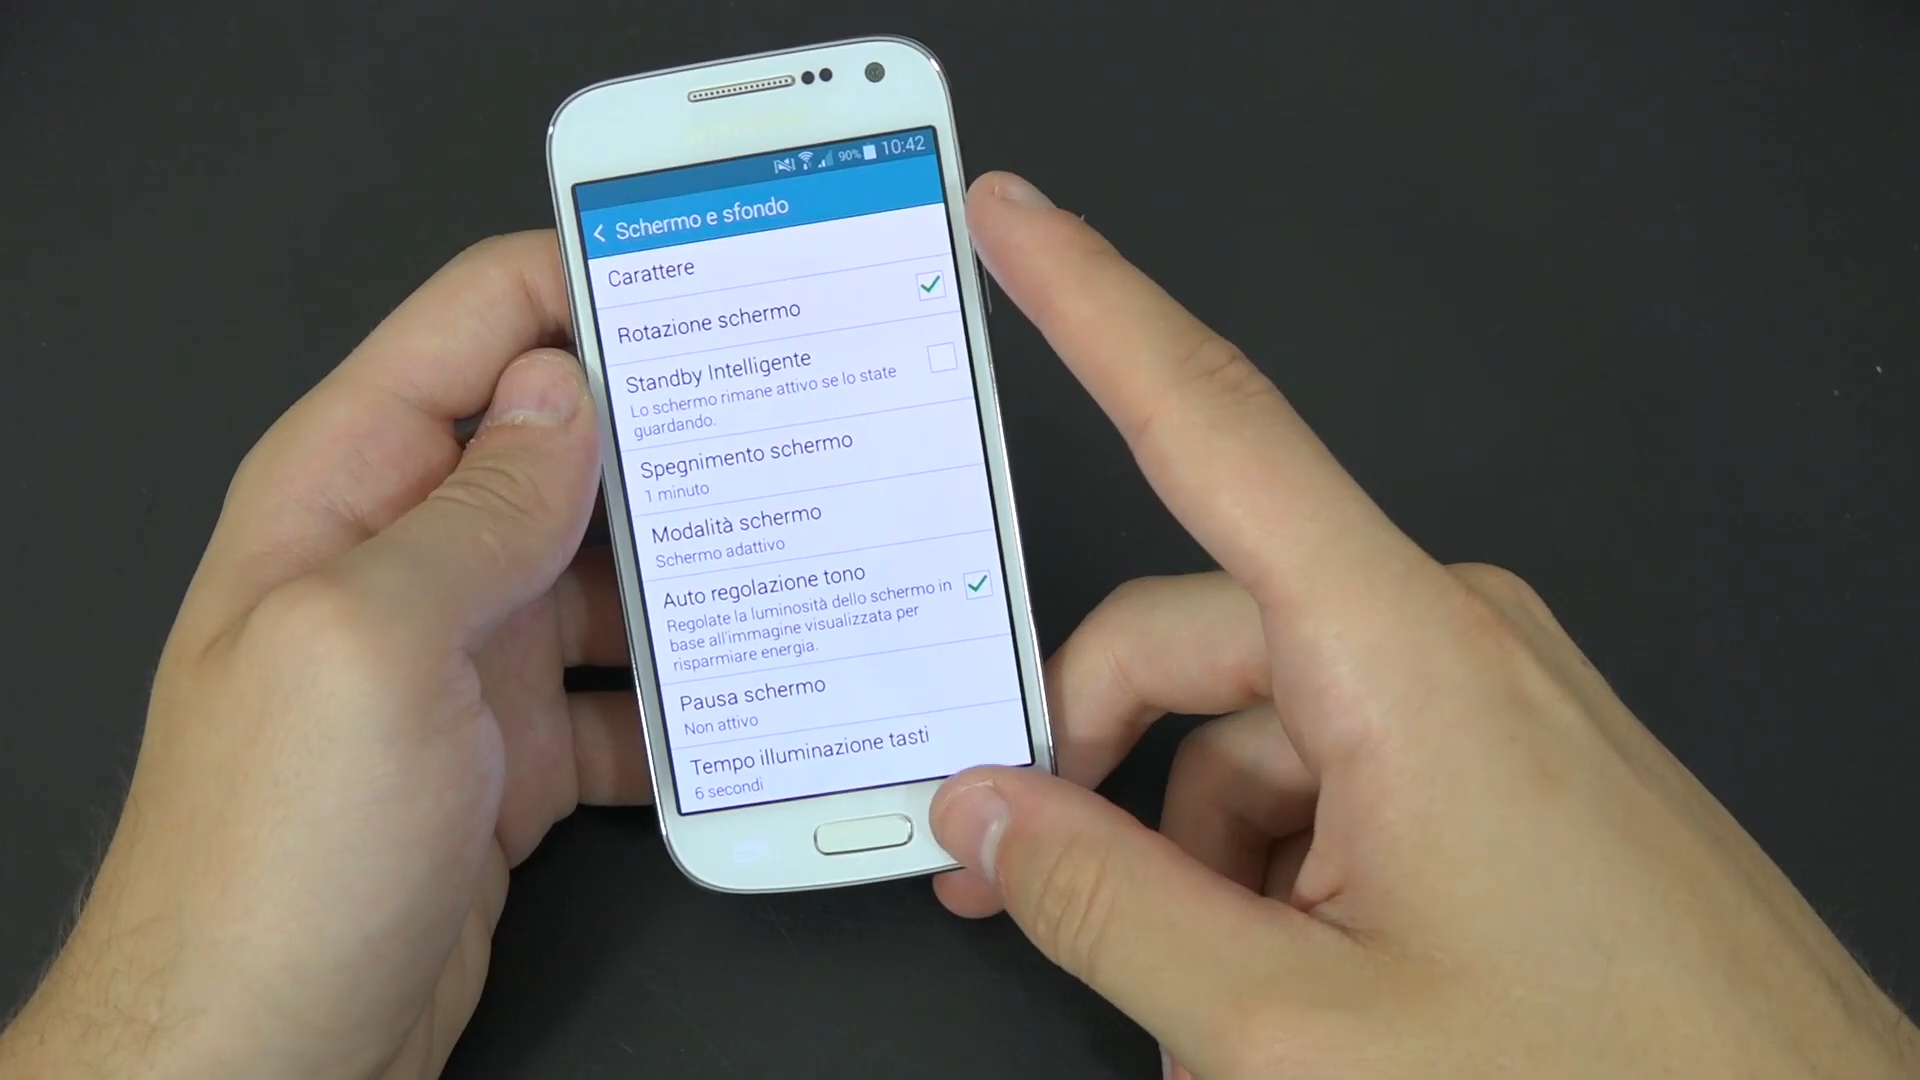 90% 10:42
Schermo e sfondo
Carattere
Rotazione schermo
Standby Intelligente
Lo schermo rimane attivo se lo state
guardando.
Spegnimento schermo
1 minuto
Modalità schermo
Schermo adattivo
Auto regolazione tono
Regolate la luminosità dello schermo in
base all'immagine visualizzata per
risparmiare energia.
Pausa schermo
Non attivo
Tempo illuminazione tasti
6 secondi